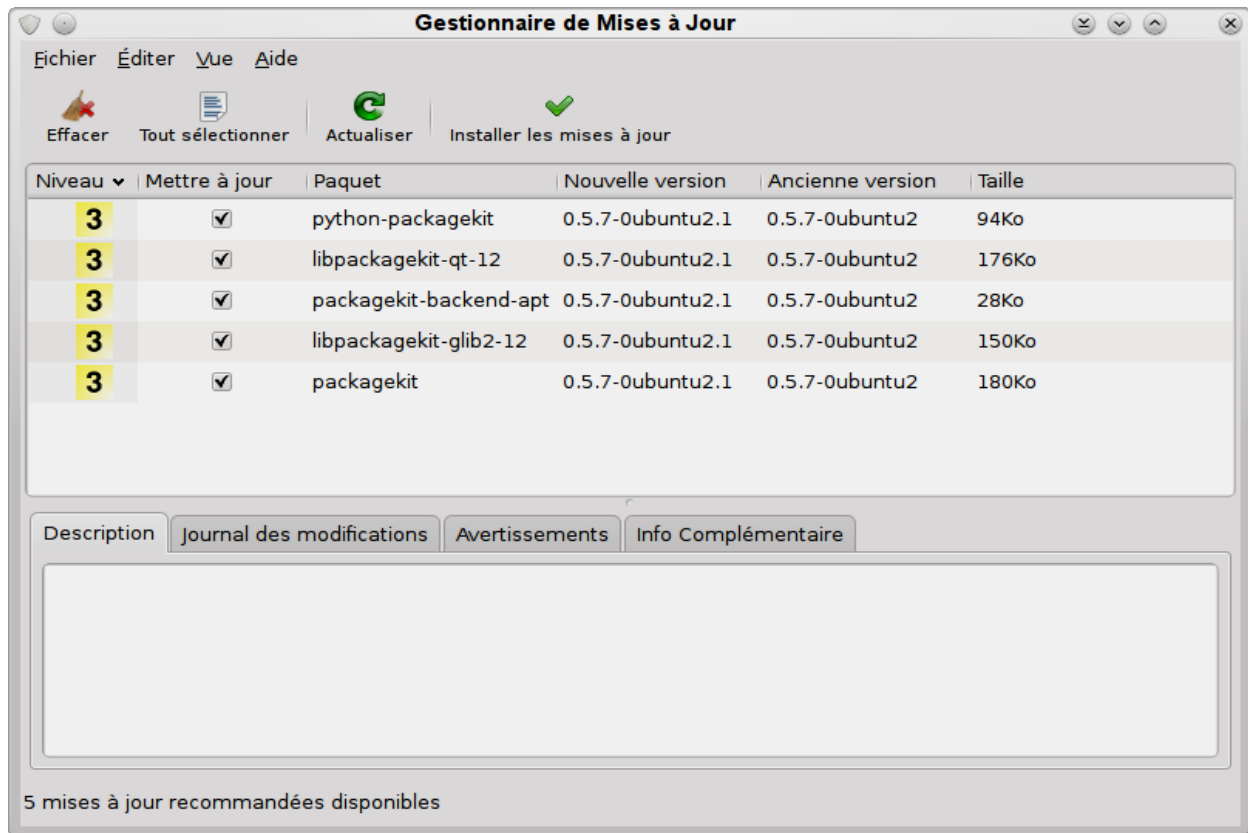 Gestionnaire de Mises à Jour
Fichier Éditer Vue Aide
Effacer Tout sélectionner Actualiser Installer les mises à jour
Niveau Mettre à jour Paquet Nouvelle version Ancienne version Taille
3 python-packagekit 0.5.7-0ubuntu2.1 0.5.7-0ubuntu2 94Ko
3 libpackagekit-qt-12 0.5.7-0ubuntu2.1 0.5.7-0ubuntu2 176Ko
3 packagekit-backend-apt 0.5.7-0ubuntu2.1 0.5.7-0ubuntu2 28Ko
3 libpackagekit-glib2-12 0.5.7-0ubuntu2.1 0.5.7-0ubuntu2 150Ko
3 packagekit 0.5.7-0ubuntu2.1 0.5.7-0ubuntu2 180Ko
Description Journal des modifications Avertissements Info Complémentaire
5 mises à jour recommandées disponibles